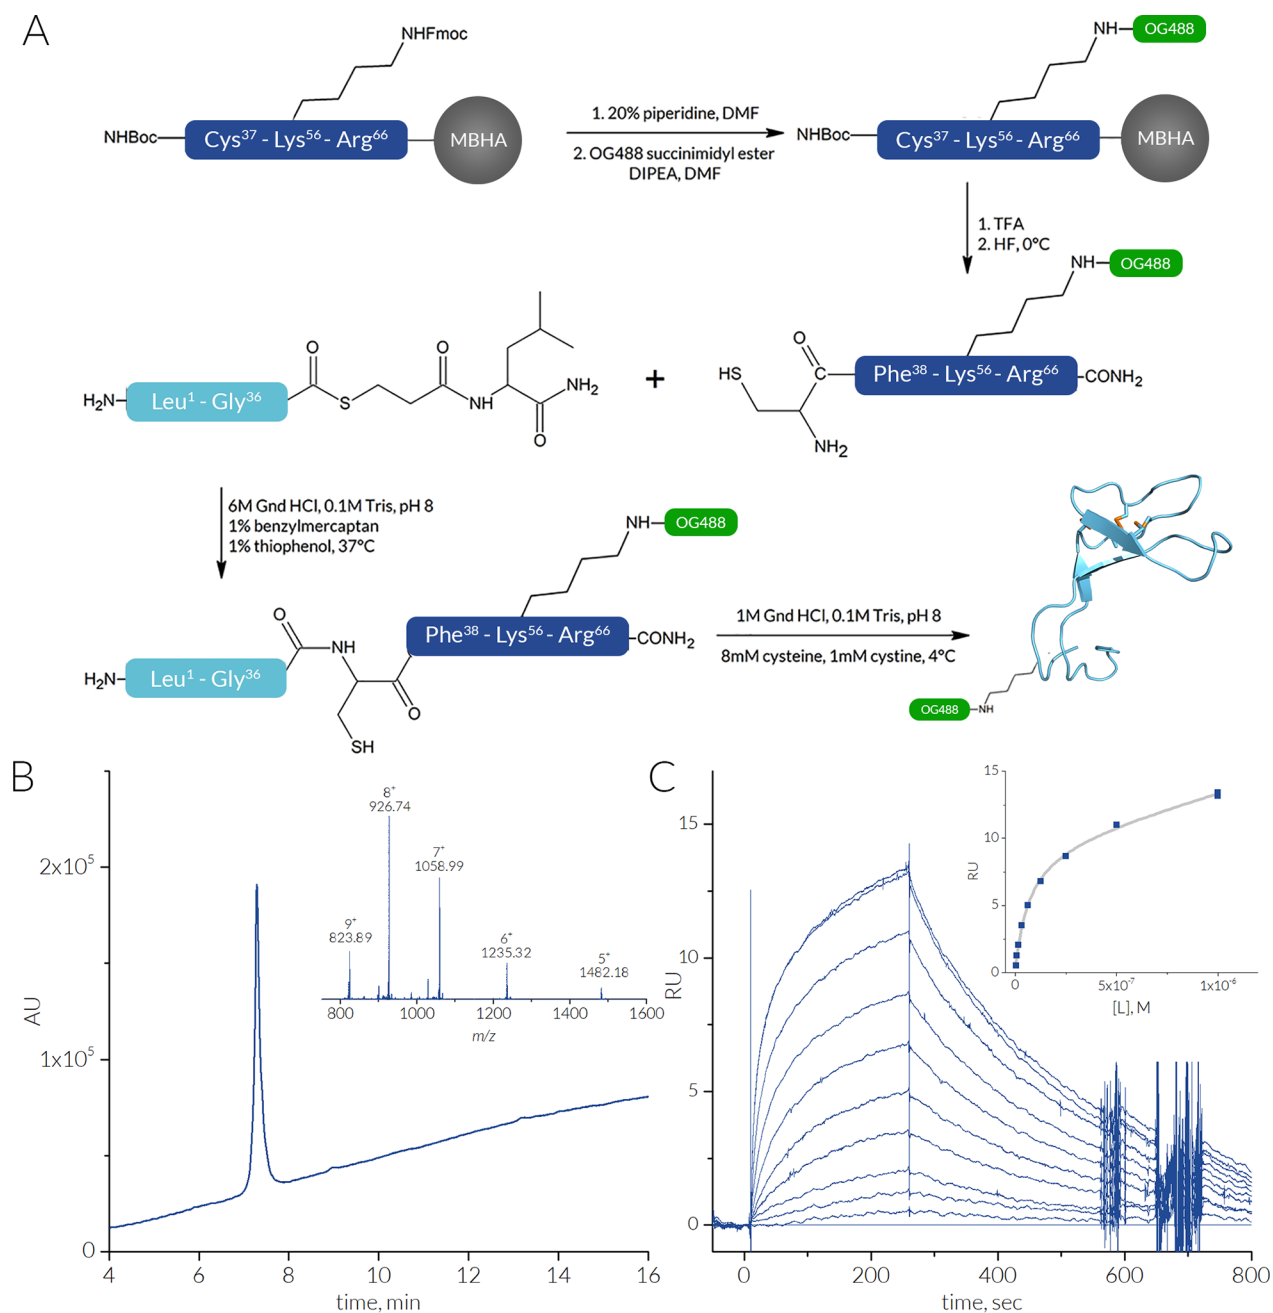 A
NHFmoc
NHBoc
Cys³⁷ - Lys⁵⁶ - Arg⁶⁶
MBHA
1. 20% piperidine, DMF
2. OG488 succinimidyl ester
DIPEA, DMF
NH
OG488
NHBoc
Cys³⁷ - Lys⁵⁶ - Arg⁶⁶
MBHA
1. TFA
2. HF, 0°C
H₂N
Leu¹ - Gly³⁶
O
S
O
NH
O
NH₂
+
HS
O
C
NH₂
Phe³⁸ - Lys⁵⁶ - Arg⁶⁶
CONH₂
NH
OG488
6M Gnd HCl, 0.1M Tris, pH 8
1% benzylmercaptan
1% thiophenol, 37°C
H₂N
Leu¹ - Gly³⁶
O
NH
SH
C
O
Phe³⁸ - Lys⁵⁶ - Arg⁶⁶
CONH₂
NH
OG488
1M Gnd HCl, 0.1M Tris, pH 8
8mM cysteine, 1mM cystine, 4°C
OG488
NH
B
AU
2x10⁵
1x10⁵
0
4 6 8 10 12 14 16
time, min
9⁺
823.89
8⁺
926.74
7⁺
1058.99
6⁺
1235.32
5⁺
1482.18
800 1000 1200 1400 1600
m/z
C
RU
15
10
5
0
0 200 400 600 800
time, sec
RU
15
10
5
0
0 5x10⁻⁷ 1x10⁻⁶
[L], M